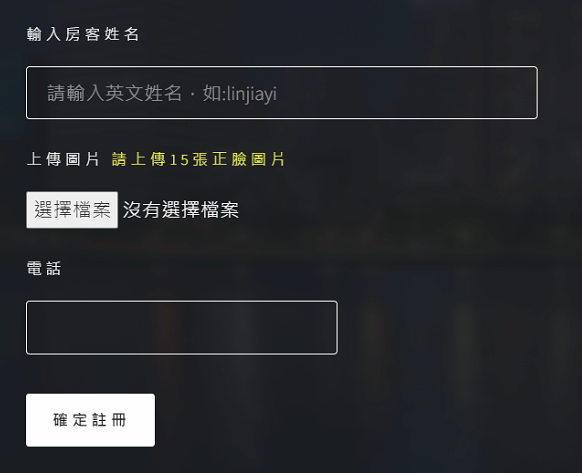 輸入房客姓名
請輸入英文姓名，如:linjiayi
上傳圖片 請上傳15張正臉圖片
選擇檔案 沒有選擇檔案
電話
確定註冊